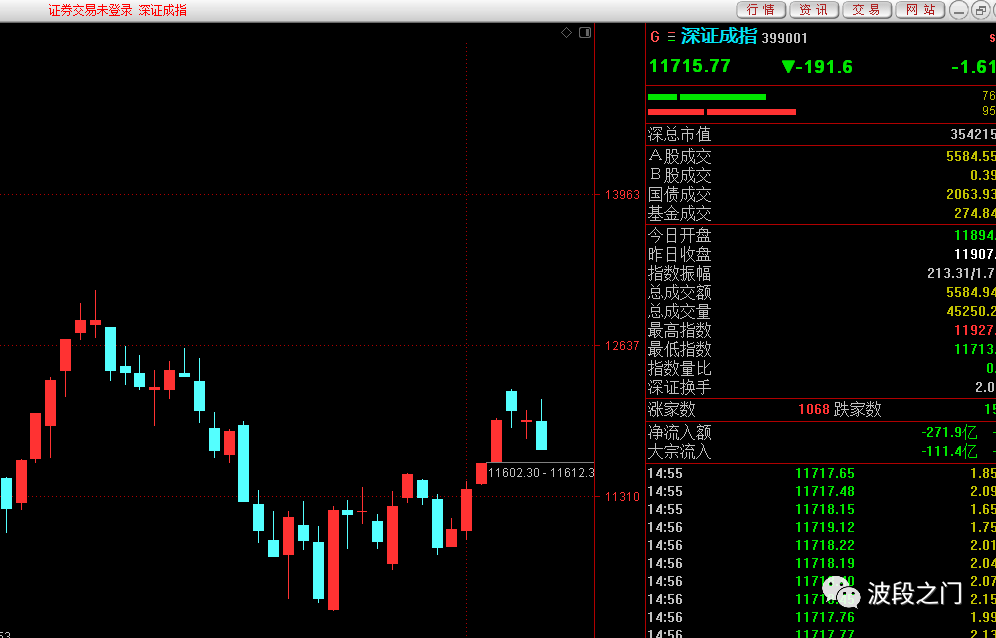 证券交易未登录 深证成指
行情 资讯 交易 网站
G 深证成指 399001
11715.77 ▼-191.6 -1.61
76
95
深总市值 354215
A股成交 5584.55
B股成交 0.39
国债成交 2063.93
基金成交 274.84
今日开盘 11894.
昨日收盘 11907.
指数振幅 213.31/1.7
总成交额 5584.94
总成交量 45250.2
最高指数 11927.
最低指数 11713.
指数量比 0.
深证换手 2.0
涨家数 1068 跌家数 15
净流入额 -271.9亿 -
大宗流入 -111.4亿 -
14:55 11717.65 1.85
14:55 11717.48 2.09
14:55 11718.15 1.65
14:56 11719.12 1.75
14:56 11718.22 2.01
14:56 11718.19 2.04
14:56 2.07
14:56 2.15
14:56 11717.76 1.99
14:56 11717.77 2.13
13963
12637
11310
11602.30 - 11612.3
53
波段之门